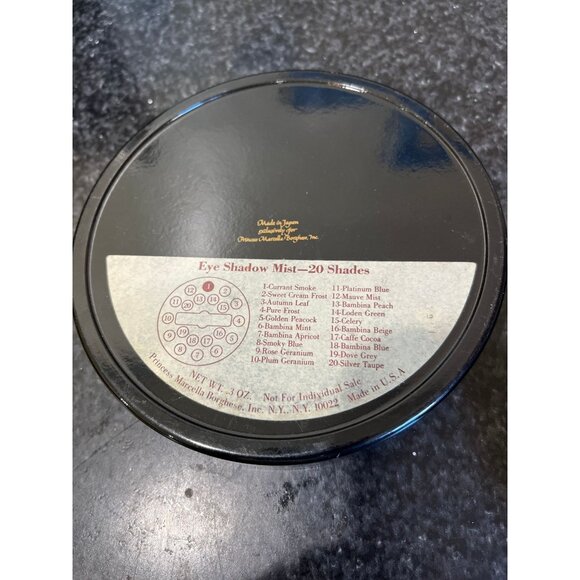 Made in Japan
exclusively for
Princess Marcella Borghese, Inc.
Eye Shadow Mist—20 Shades
1-Currant Smoke 11-Platinum Blue
2-Sweet Cream Frost 12-Mauve Mist
3-Autumn Leaf 13-Bambina Peach
4-Pure Frost 14-Loden Green
5-Golden Peacock 15-Celery
6-Bambina Mint 16-Bambina Beige
7-Bambina Apricot 17-Caffe Cocoa
8-Smoky Blue 18-Bambina Blue
9-Rose Geranium 19-Dove Grey
10-Plum Geranium 20-Silver Taupe
NET WT. .3 OZ. Not For Individual Sale
Princess Marcella Borghese, Inc. N.Y., N.Y. 10022 Made in U.S.A